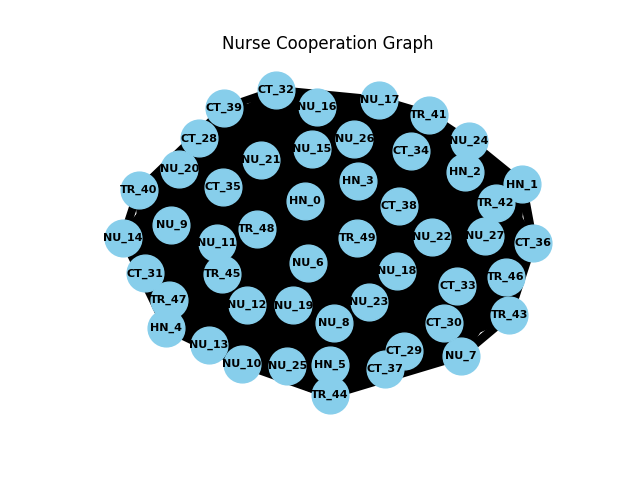 Nurse Cooperation Graph
CT_32
NU_17
CT_39
NU_16
TR_41
CT_28
NU_26
NU_24
NU_15
CT_34
NU_21
NU_20
HN_2
HN_3
HN_1
CT_35
TR_40
HN_0
TR_42
CT_38
NU_9
TR_48
NU_27
NU_22
NU_14
TR_49
NU_11
CT_36
NU_6
NU_18
CT_31
TR_45
TR_46
CT_33
TR_47
NU_23
NU_12
NU_19
TR_43
NU_8
CT_30
HN_4
NU_13
CT_29
NU_7
NU_10
HN_5
NU_25
CT_37
TR_44